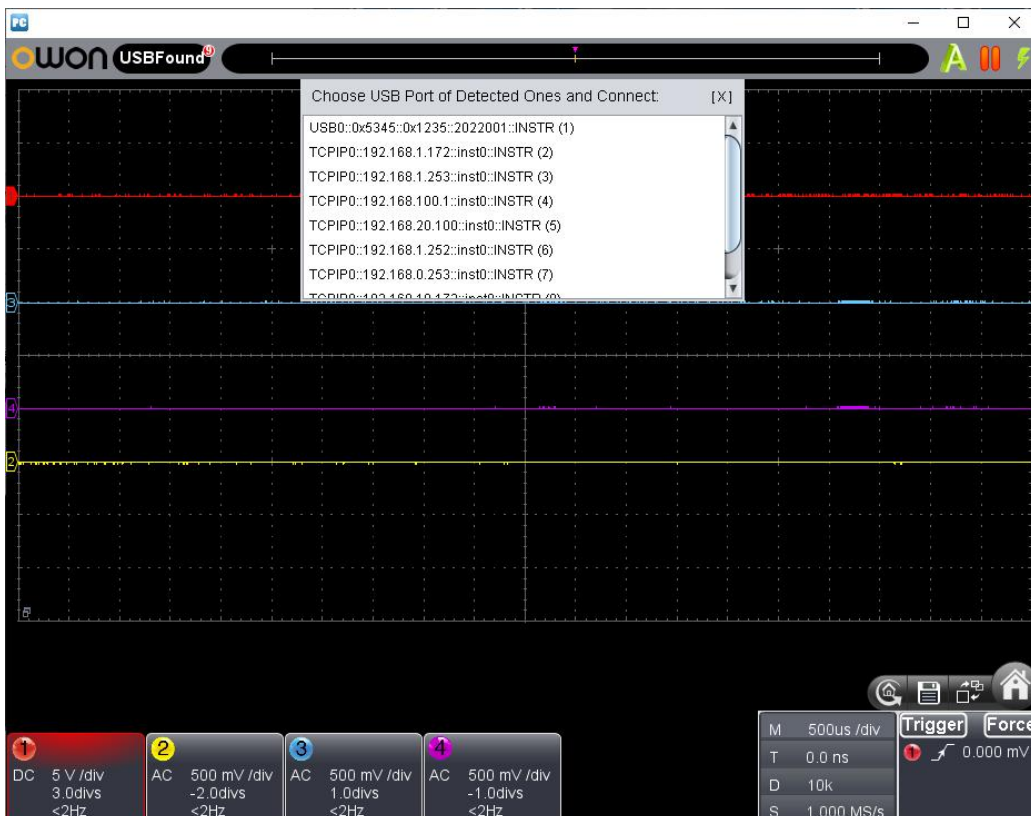 PC
OWON USBFound 9
Choose USB Port of Detected Ones and Connect: [X]
USB0::0x5345::0x1235::2022001::INSTR (1)
TCPIP0::192.168.1.172::inst0::INSTR (2)
TCPIP0::192.168.1.253::inst0::INSTR (3)
TCPIP0::192.168.100.1::inst0::INSTR (4)
TCPIP0::192.168.20.100::inst0::INSTR (5)
TCPIP0::192.168.1.252::inst0::INSTR (6)
TCPIP0::192.168.0.253::inst0::INSTR (7)
3
4
2
Trigger Force
M 500us /div
1 0.000 mV
T 0.0 ns
D 10k
S 1.000 MS/s
1
DC 5 V /div
3.0divs
<2Hz
2
AC 500 mV /div
-2.0divs
<2Hz
3
AC 500 mV /div
1.0divs
<2Hz
4
AC 500 mV /div
-1.0divs
<2Hz